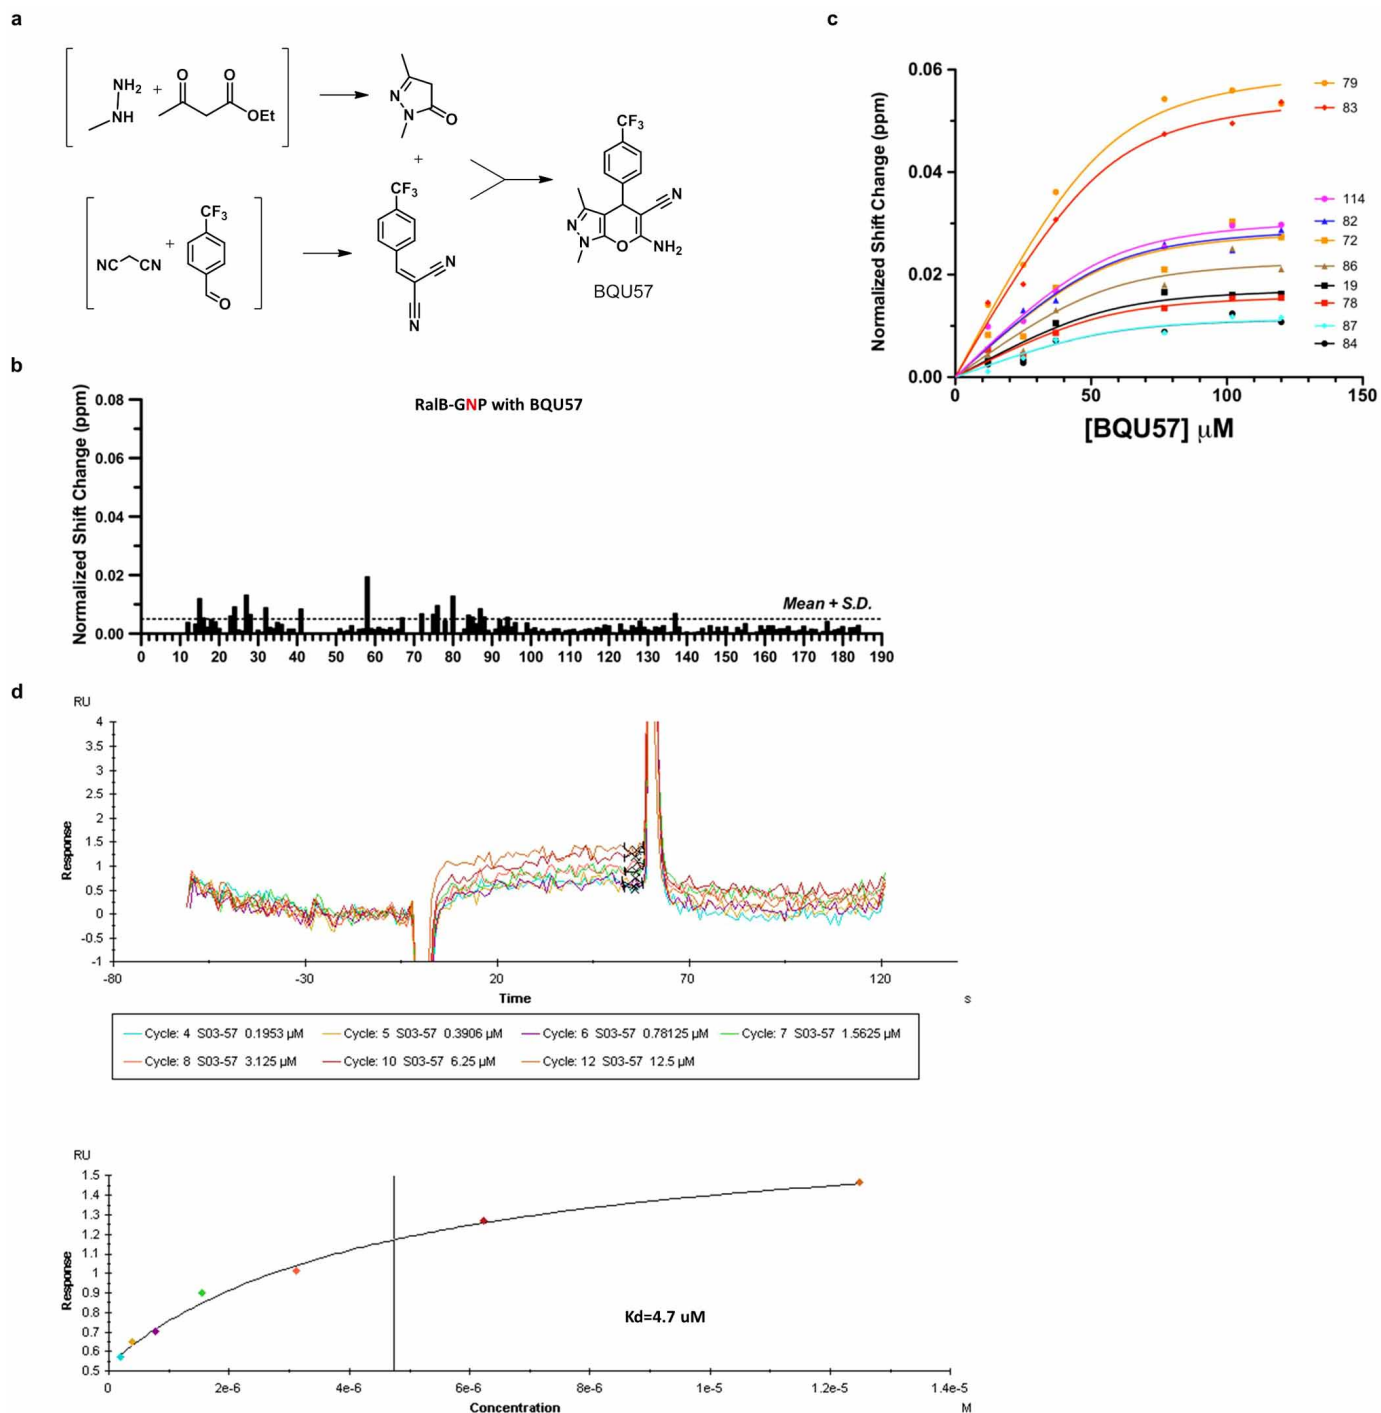 a
NH₂
NH
+
O
O
OEt
N
N
O
+
CF₃
NC
CN
+
O
CF₃
N
N
CF₃
N
N
N
O
NH₂
BQU57
b
Normalized Shift Change (ppm)
0.08
0.06
0.04
0.02
0.00
RalB-GNP with BQU57
Mean + S.D.
0 10 20 30 40 50 60 70 80 90 100 110 120 130 140 150 160 170 180 190
c
Normalized Shift Change (ppm)
0.06
0.04
0.02
0.00
0 50 100 150
[BQU57] μM
79
83
114
82
72
86
19
78
87
84
d
RU
Response
4
3.5
3
2.5
2
1.5
1
0.5
0
-0.5
-1
-80 -30 20 70 120
Time
s
Cycle: 4 S03-57 0.1953 μM Cycle: 5 S03-57 0.3906 μM Cycle: 6 S03-57 0.78125 μM Cycle: 7 S03-57 1.5625 μM
Cycle: 8 S03-57 3.125 μM Cycle: 10 S03-57 6.25 μM Cycle: 12 S03-57 12.5 μM
RU
Response
1.5
1.4
1.3
1.2
1.1
1
0.9
0.8
0.7
0.6
0.5
Kd=4.7 uM
0 2e-6 4e-6 6e-6 8e-6 1e-5 1.2e-5 1.4e-5
Concentration
M